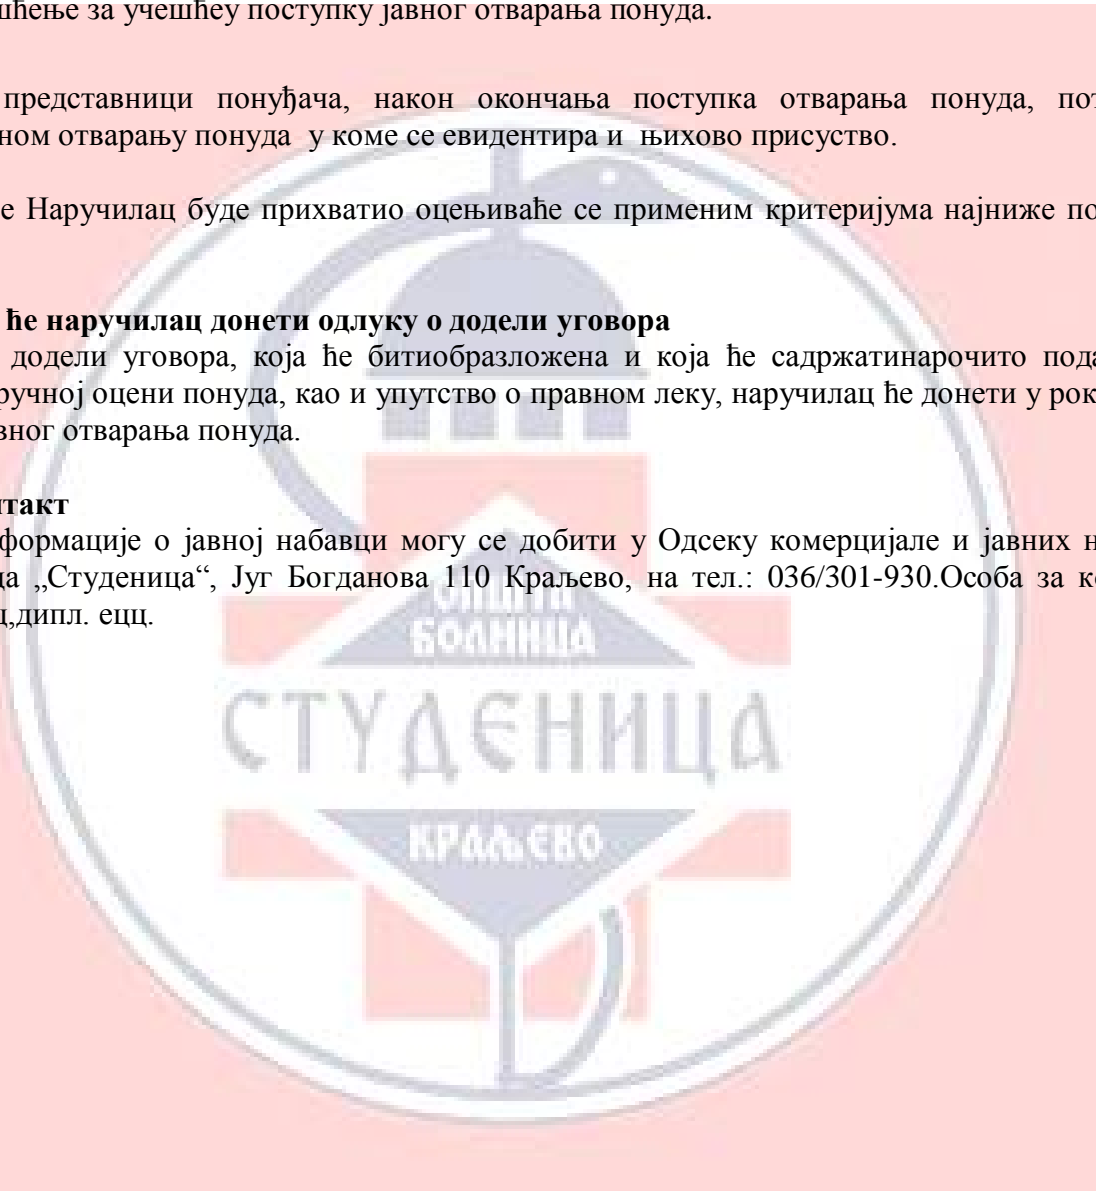 шћење за учешћеу поступку јавног отварања понуда.
представници понуђача, након окончања поступка отварања понуда, пот
ном отварању понуда у коме се евидентира и њихово присуство.
е Наручилац буде прихватио оцењиваће се применим критеријума најниже по
ће наручилац донети одлуку о додели уговора
додели уговора, која ће битиобразложена и која ће садржатинарочито пода
ручној оцени понуда, као и упутство о правном леку, наручилац ће донети у рок
вног отварања понуда.
нтакт
формације о јавној набавци могу се добити у Одсеку комерцијале и јавних н
ца „Студеница“, Југ Богданова 110 Краљево, на тел.: 036/301-930.Особа за ко
ц,дипл. ецц.
ОПШТА
БОЛНИЦА
СТУДЕНИЦА
КРАЉЕВО